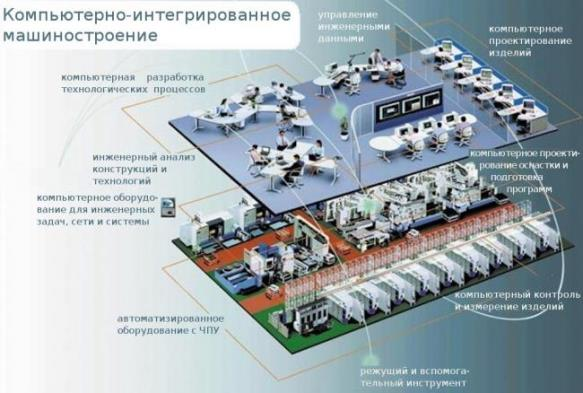 Компьютерно-интегрированное
машиностроение
управление
инженерными
данными
компьютерное
проектирование
изделий
компьютерная разработка
технологических процессов
инженерный анализ
конструкций и
технологий
компьютерное проекти-
рование оснастки и
подготовка
программ
компьютерное оборудо-
вание для инженерных
задач, сети и системы
компьютерный контроль
и измерение изделий
автоматизированное
оборудование с ЧПУ
режущий и вспомога-
тельный инструмент